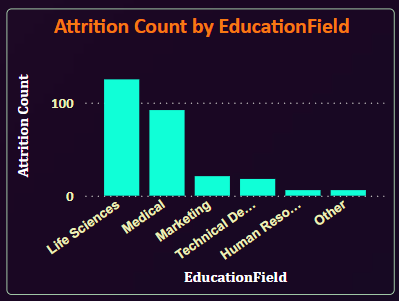 Attrition Count by EducationField
Attrition Count
100
0
Life Sciences
Medical
Marketing
Technical De...
Human Reso...
Other
EducationField